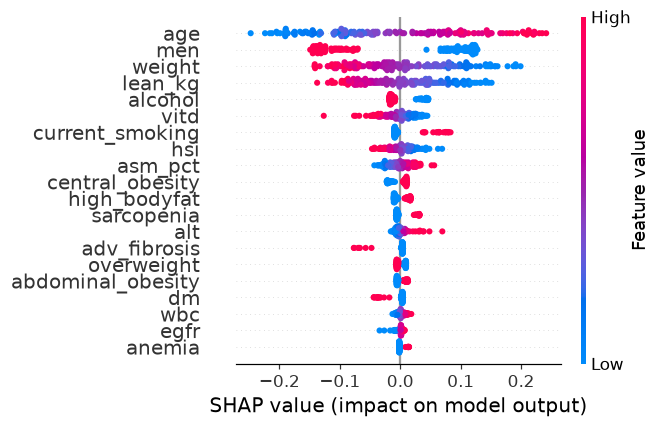 High
age
men
weight
lean_kg
alcohol
vitd
current_smoking
hsi
asm_pct
central_obesity
high_bodyfat
sarcopenia
alt
adv_fibrosis
overweight
abdominal_obesity
dm
wbc
egfr
anemia
Low
Feature value
−0.2 −0.1 0.0 0.1 0.2
SHAP value (impact on model output)